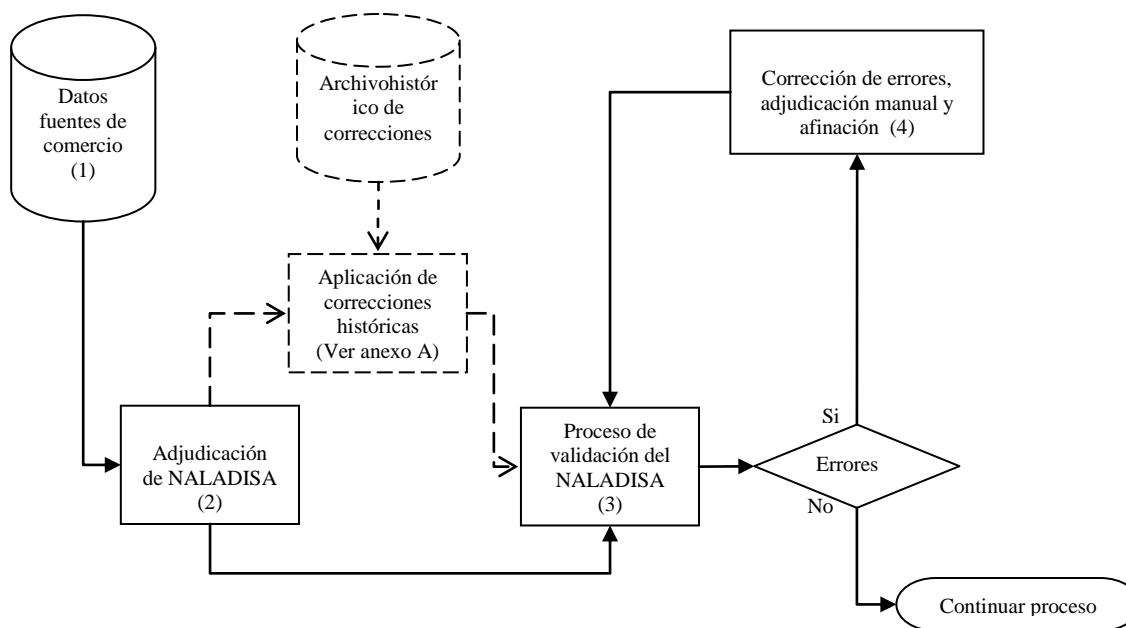 Datos
fuentes de
comercio
(1)
Archivohistór
ico de
correcciones
Corrección de errores,
adjudicación manual y
afinación (4)
Aplicación de
correcciones
históricas
(Ver anexo A)
Adjudicación
de NALADISA
(2)
Proceso de
validación del
NALADISA
(3)
Si
Errores
No
Continuar proceso